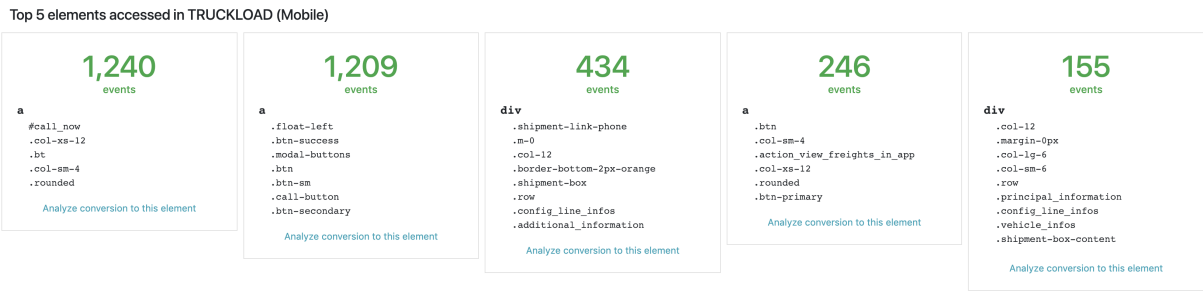 Top 5 elements accessed in TRUCKLOAD (Mobile)
1,240
events
a
#call_now
.col-xs-12
.bt
.col-sm-4
.rounded
Analyze conversion to this element
1,209
events
a
.float-left
.btn-success
.modal-buttons
.btn
.btn-sm
.call-button
.btn-secondary
Analyze conversion to this element
434
events
div
.shipment-link-phone
.m-0
.col-12
.border-bottom-2px-orange
.shipment-box
.row
.config_line_infos
.additional_information
Analyze conversion to this element
246
events
a
.btn
.col-sm-4
.action_view_freights_in_app
.col-xs-12
.rounded
.btn-primary
Analyze conversion to this element
155
events
div
.col-12
.margin-0px
.col-lg-6
.col-sm-6
.row
.principal_information
.config_line_infos
.vehicle_infos
.shipment-box-content
Analyze conversion to this element